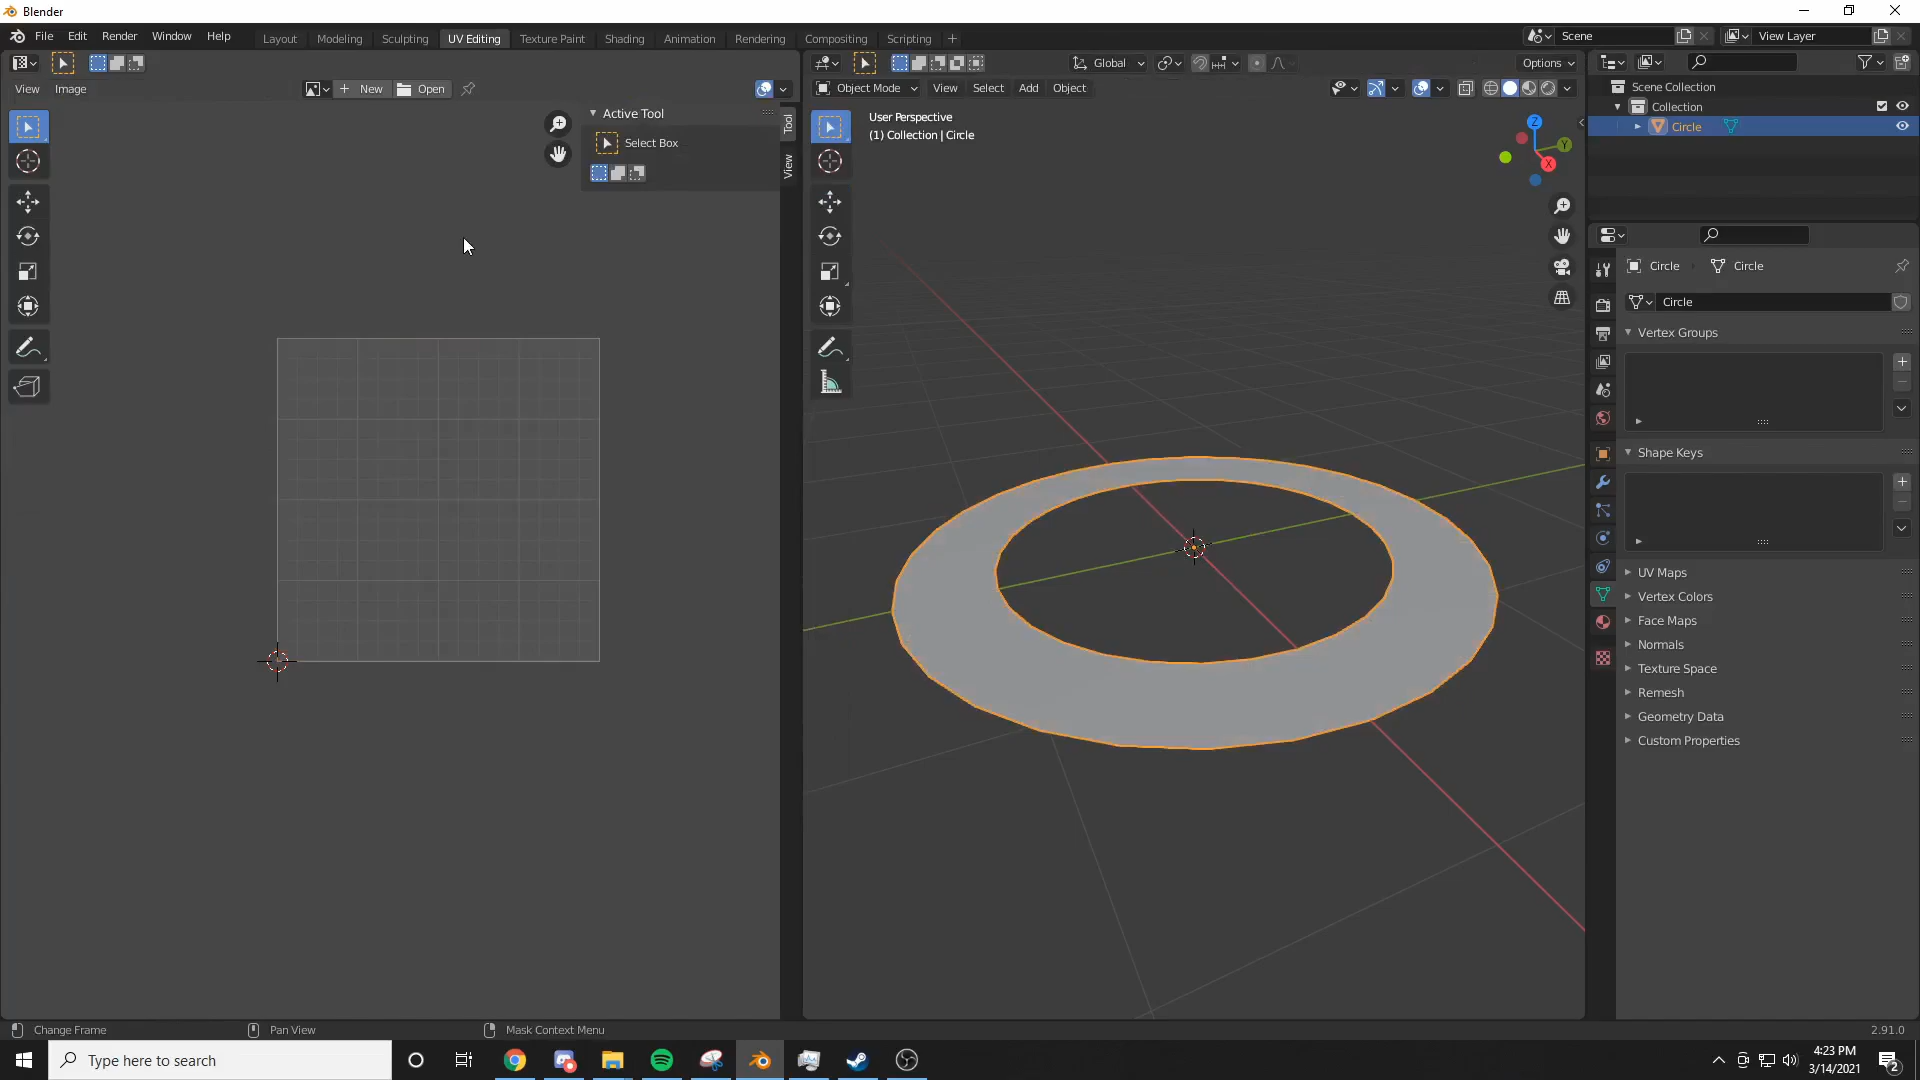 Blender
File Edit Render Window Help
Layout Modeling Sculpting UV Editing Texture Paint Shading Animation Rendering Compositing Scripting
Scene
View Layer
View Image
New Open
Global
Options
Object Mode View Select Add Object
Active Tool
Select Box
Tool
View
User Perspective
(1) Collection | Circle
Z
Y
X
Scene Collection
Collection
Circle
Circle Circle
Circle
Vertex Groups
Shape Keys
UV Maps
Vertex Colors
Face Maps
Normals
Texture Space
Remesh
Geometry Data
Custom Properties
Change Frame
Pan View
Mask Context Menu
2.91.0
Type here to search
4:23 PM
3/14/2021
2